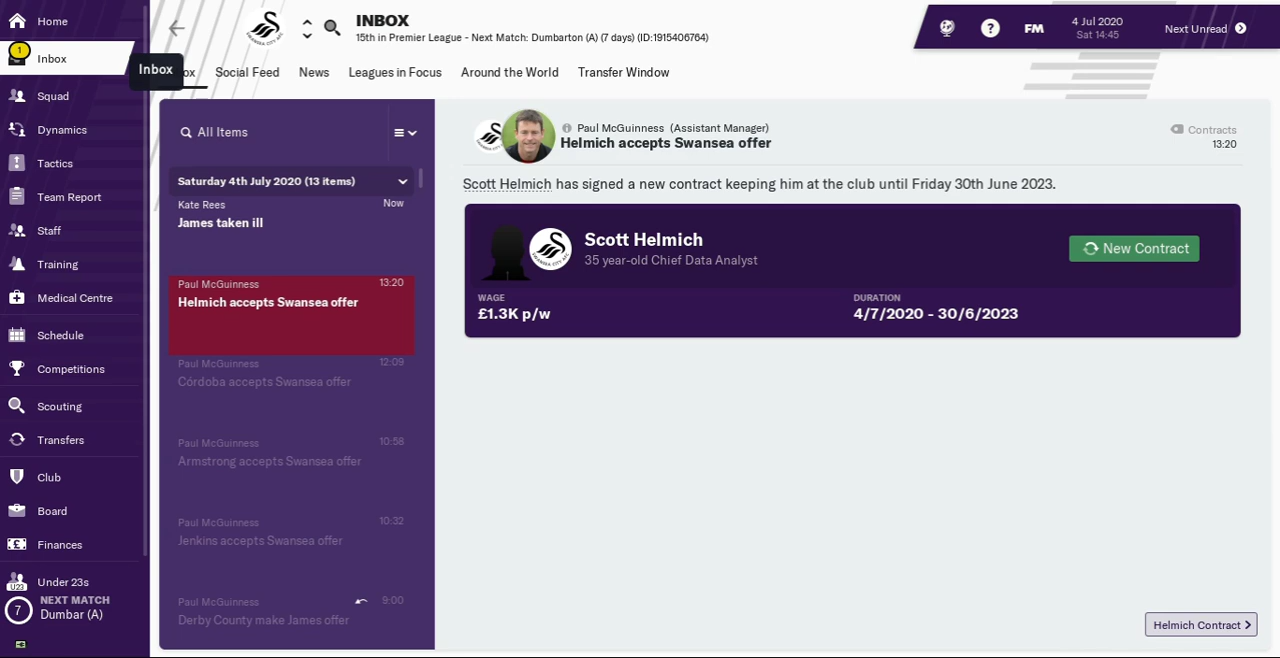 Home
1
Inbox
Squad
Dynamics
Tactics
Team Report
Staff
Training
Medical Centre
Schedule
Competitions
Scouting
Transfers
Club
Board
Finances
U23
Under 23s
7
NEXT MATCH
Dumbar (A)
INBOX
15th in Premier League - Next Match: Dumbarton (A) (7 days) (ID:1915406764)
?
FM
4 Jul 2020
Sat 14:45
Next Unread
Inbox
ox
Social Feed
News
Leagues in Focus
Around the World
Transfer Window
All Items
Saturday 4th July 2020 (13 items)
Kate Rees
Now
James taken ill
Paul McGuinness
13:20
Helmich accepts Swansea offer
Paul McGuinness
12:09
Córdoba accepts Swansea offer
Paul McGuinness
10:58
Armstrong accepts Swansea offer
Paul McGuinness
10:32
Jenkins accepts Swansea offer
Paul McGuinness
9:00
Derby County make James offer
Paul McGuinness (Assistant Manager)
Helmich accepts Swansea offer
Contracts
13:20
Scott Helmich has signed a new contract keeping him at the club until Friday 30th June 2023.
Scott Helmich
35 year-old Chief Data Analyst
New Contract
WAGE
£1.3K p/w
DURATION
4/7/2020 - 30/6/2023
Helmich Contract